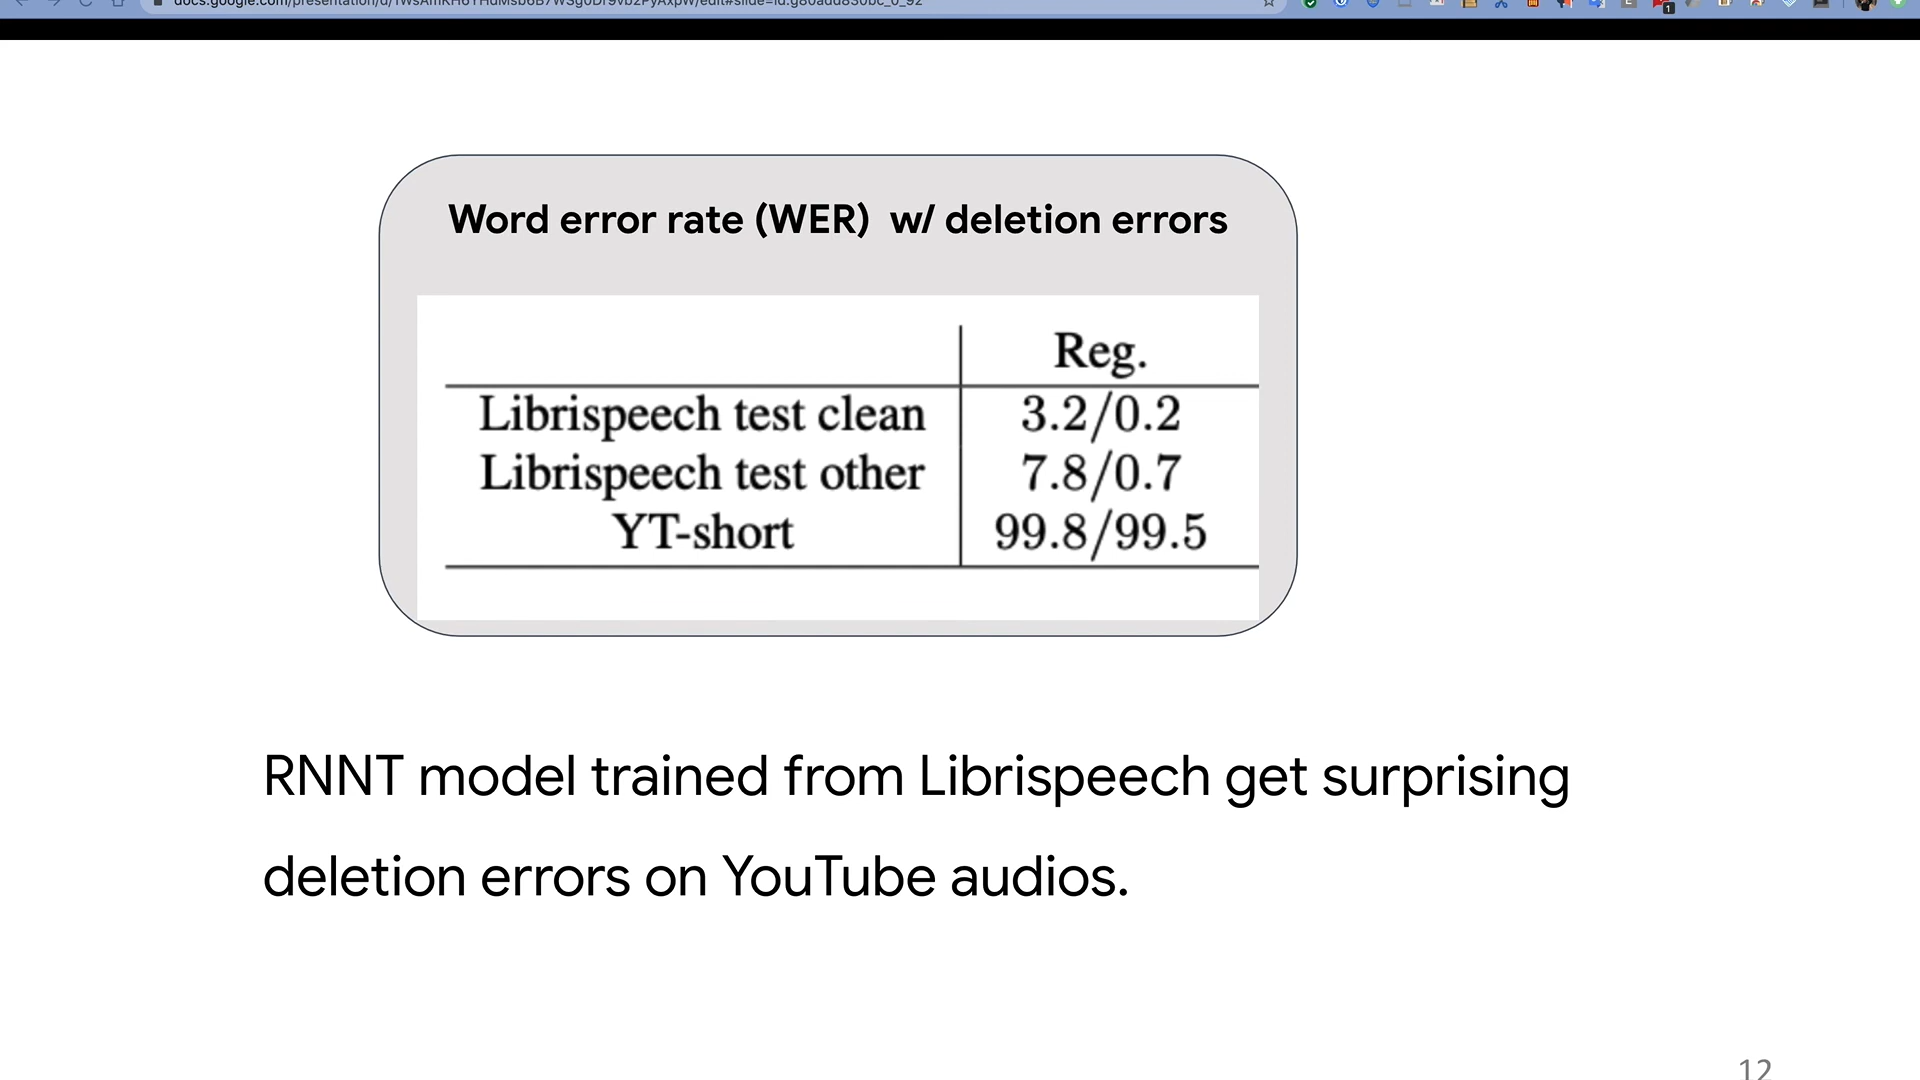 Word error rate (WER) w/ deletion errors
Reg.
Librispeech test clean 3.2/0.2
Librispeech test other 7.8/0.7
YT-short 99.8/99.5
RNNT model trained from Librispeech get surprising
deletion errors on YouTube audios.
12